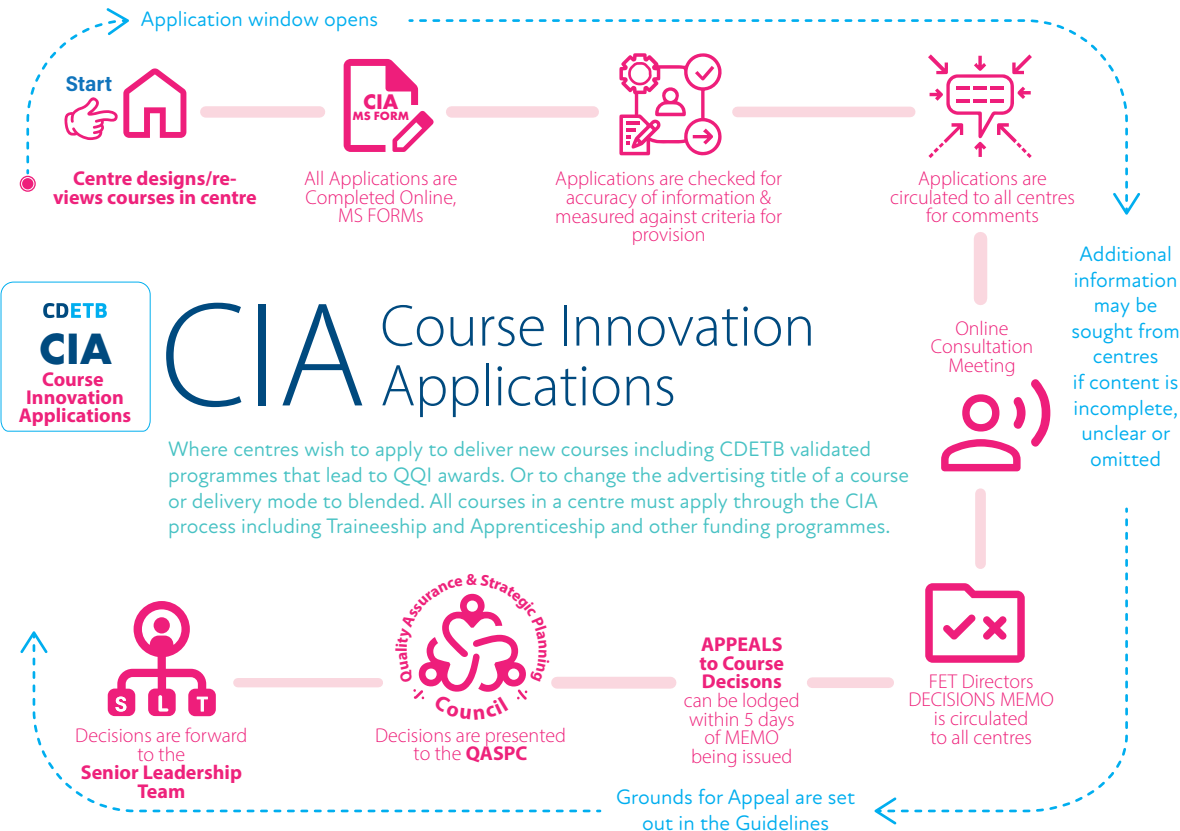 Application window opens
Start
Centre designs/re-
views courses in centre
CIA
MS FORM
All Applications are
Completed Online,
MS FORMs
Applications are checked for
accuracy of information &
measured against criteria for
provision
Applications are
circulated to all centres
for comments
Additional
information
may be
sought from
centres
if content is
incomplete,
unclear or
omitted
Online
Consultation
Meeting
CDETB
CIA
Course
Innovation
Applications
CIA Course Innovation
Applications
Where centres wish to apply to deliver new courses including CDETB validated
programmes that lead to QQI awards. Or to change the advertising title of a course
or delivery mode to blended. All courses in a centre must apply through the CIA
process including Traineeship and Apprenticeship and other funding programmes.
FET Directors
DECISIONS MEMO
is circulated
to all centres
APPEALS
to Course
Decisons
can be lodged
within 5 days
of MEMO
being issued
Quality Assurance & Strategic Planning
Council
Decisions are presented
to the QASPC
S L T
Decisions are forward
to the
Senior Leadership
Team
Grounds for Appeal are set
out in the Guidelines